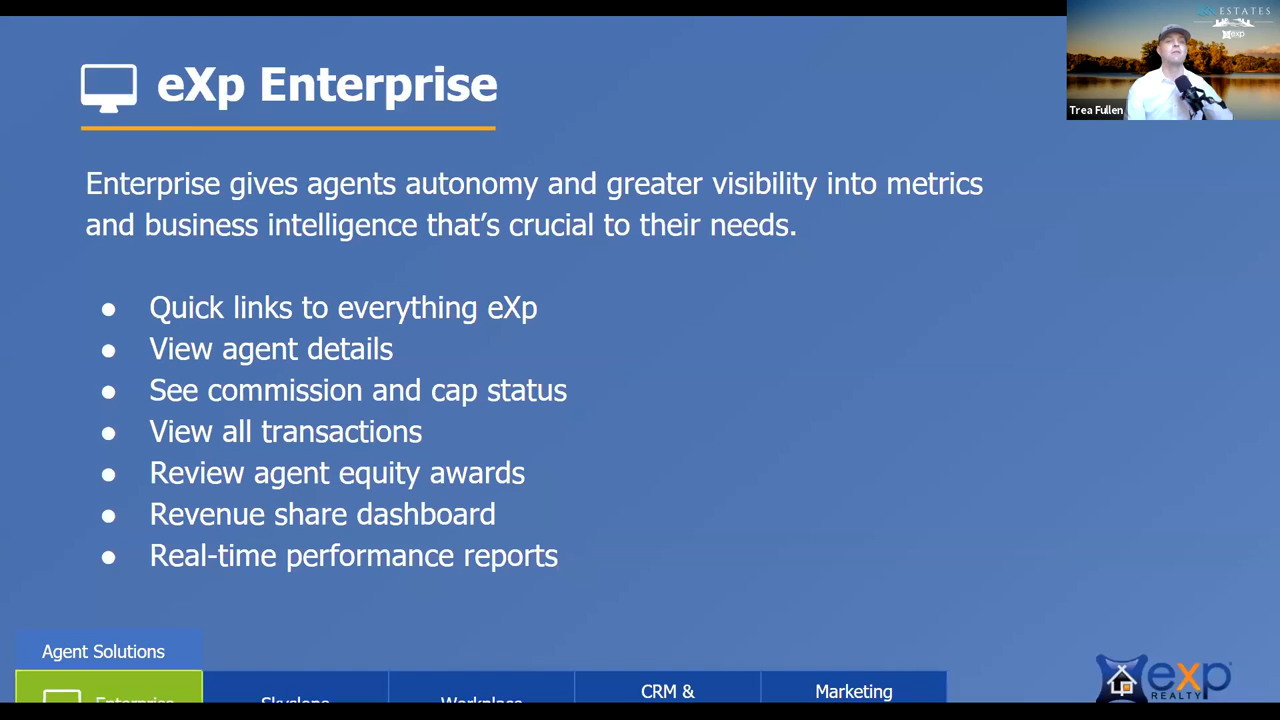 eXp Enterprise
ESTATES
exp
Trea Fullen
Enterprise gives agents autonomy and greater visibility into metrics
and business intelligence that’s crucial to their needs.
● Quick links to everything eXp
● View agent details
● See commission and cap status
● View all transactions
● Review agent equity awards
● Revenue share dashboard
● Real-time performance reports
Agent Solutions
Enterprise
Skyslope
Workplace
CRM &
Marketing
exp
REALTY